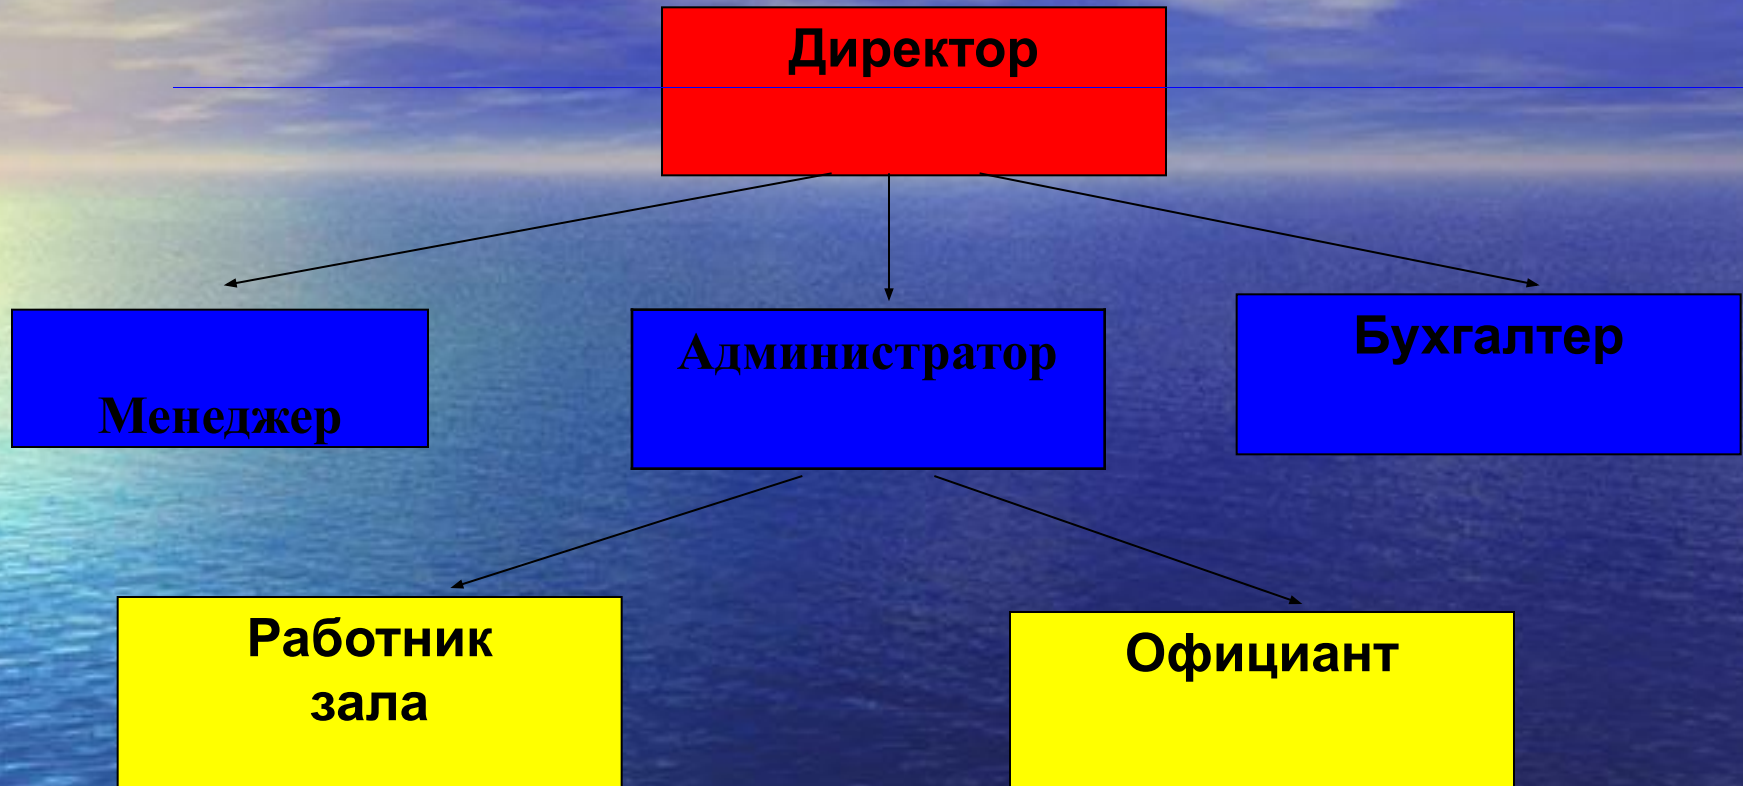 Директор
Менеджер
Администратор
Бухгалтер
Работник
зала
Официант